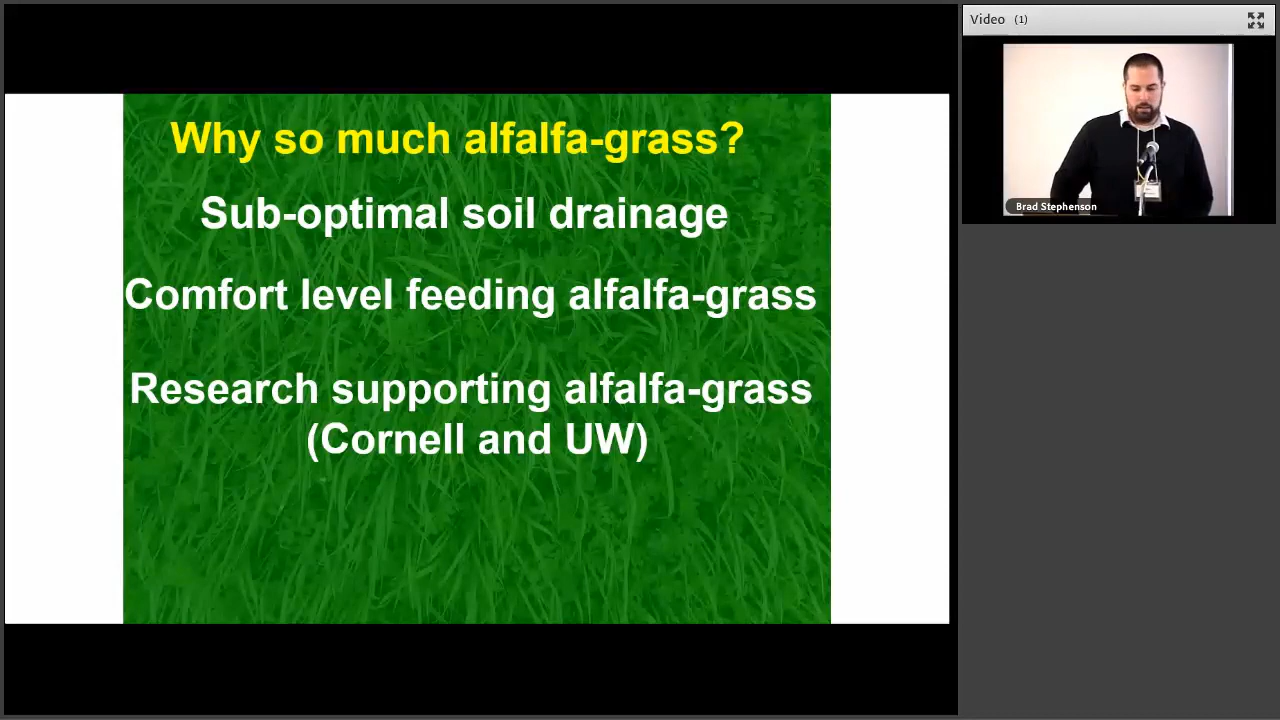 Why so much alfalfa-grass?
Sub-optimal soil drainage
Comfort level feeding alfalfa-grass
Research supporting alfalfa-grass
(Cornell and UW)
Video (1)
Brad Stephenson